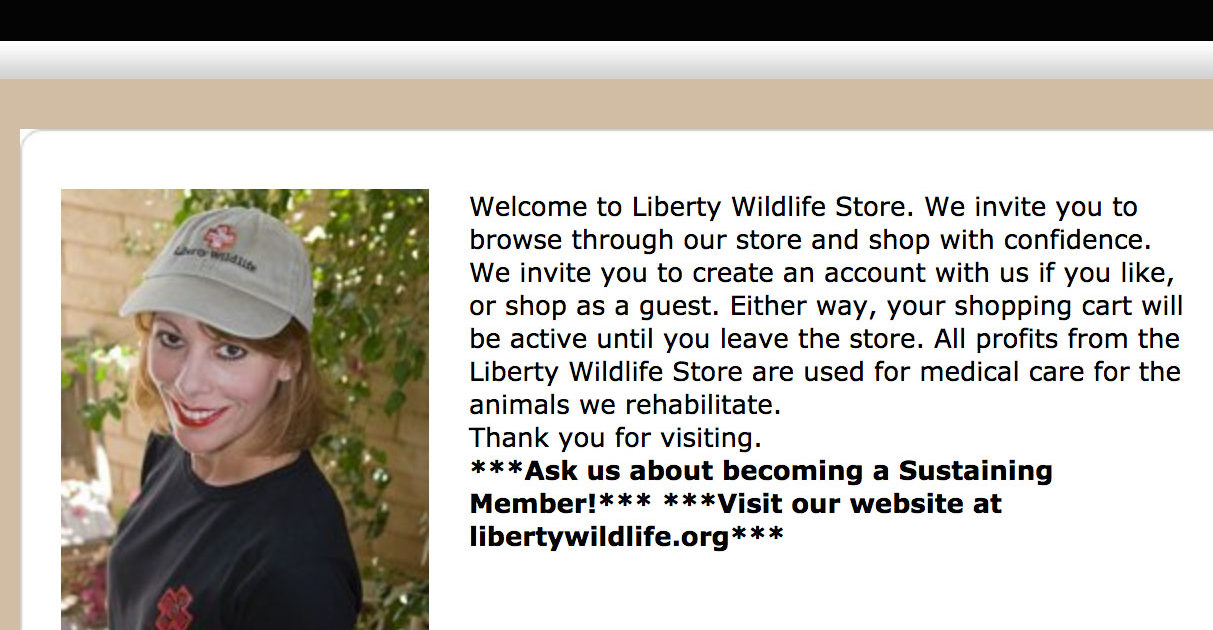 Liberty Wildlife
Welcome to Liberty Wildlife Store. We invite you to
browse through our store and shop with confidence.
We invite you to create an account with us if you like,
or shop as a guest. Either way, your shopping cart will
be active until you leave the store. All profits from the
Liberty Wildlife Store are used for medical care for the
animals we rehabilitate.
Thank you for visiting.
***Ask us about becoming a Sustaining
Member!*** ***Visit our website at
libertywildlife.org***